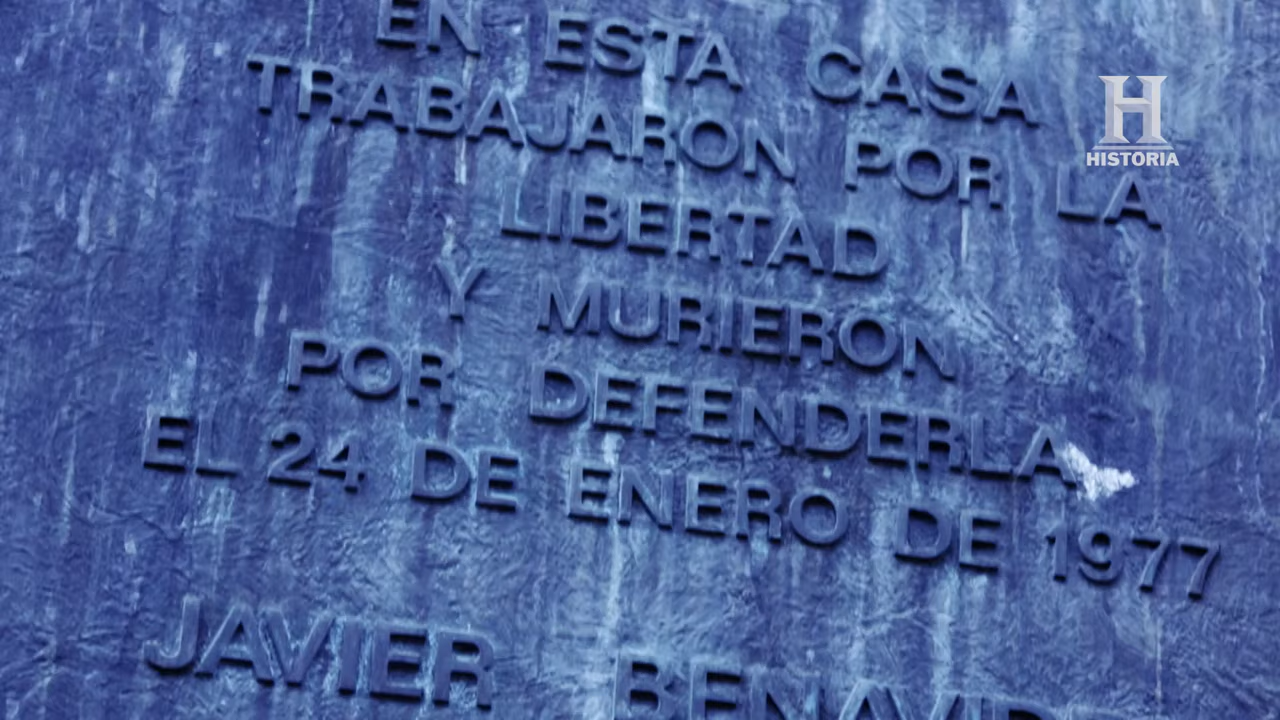 EN ESTA CASA
TRABAJARON POR LA
LIBERTAD
Y MURIERON
POR DEFENDERLA
EL 24 DE ENERO DE 1977
JAVIER
H
HISTORIA